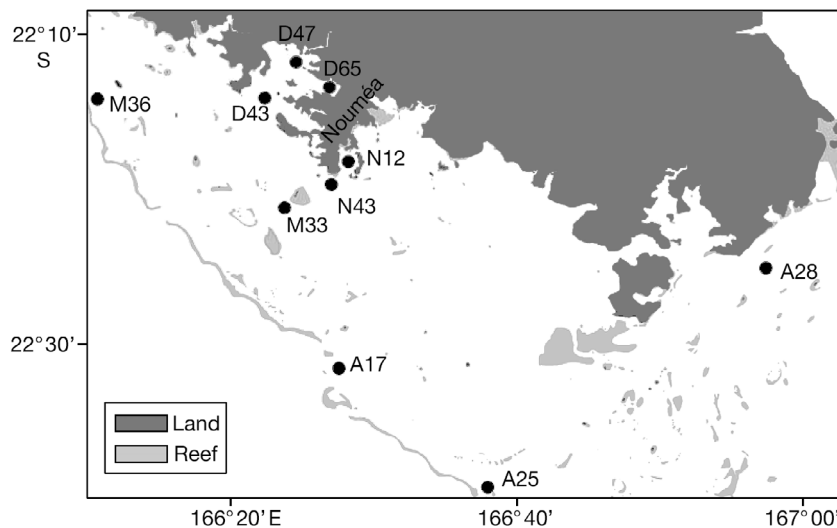 22°10'
S
D47
D65
M36
D43
Nouméa
N12
N43
M33
A28
22°30'
A17
Land
Reef
A25
166°20'E
166°40'
167°00'